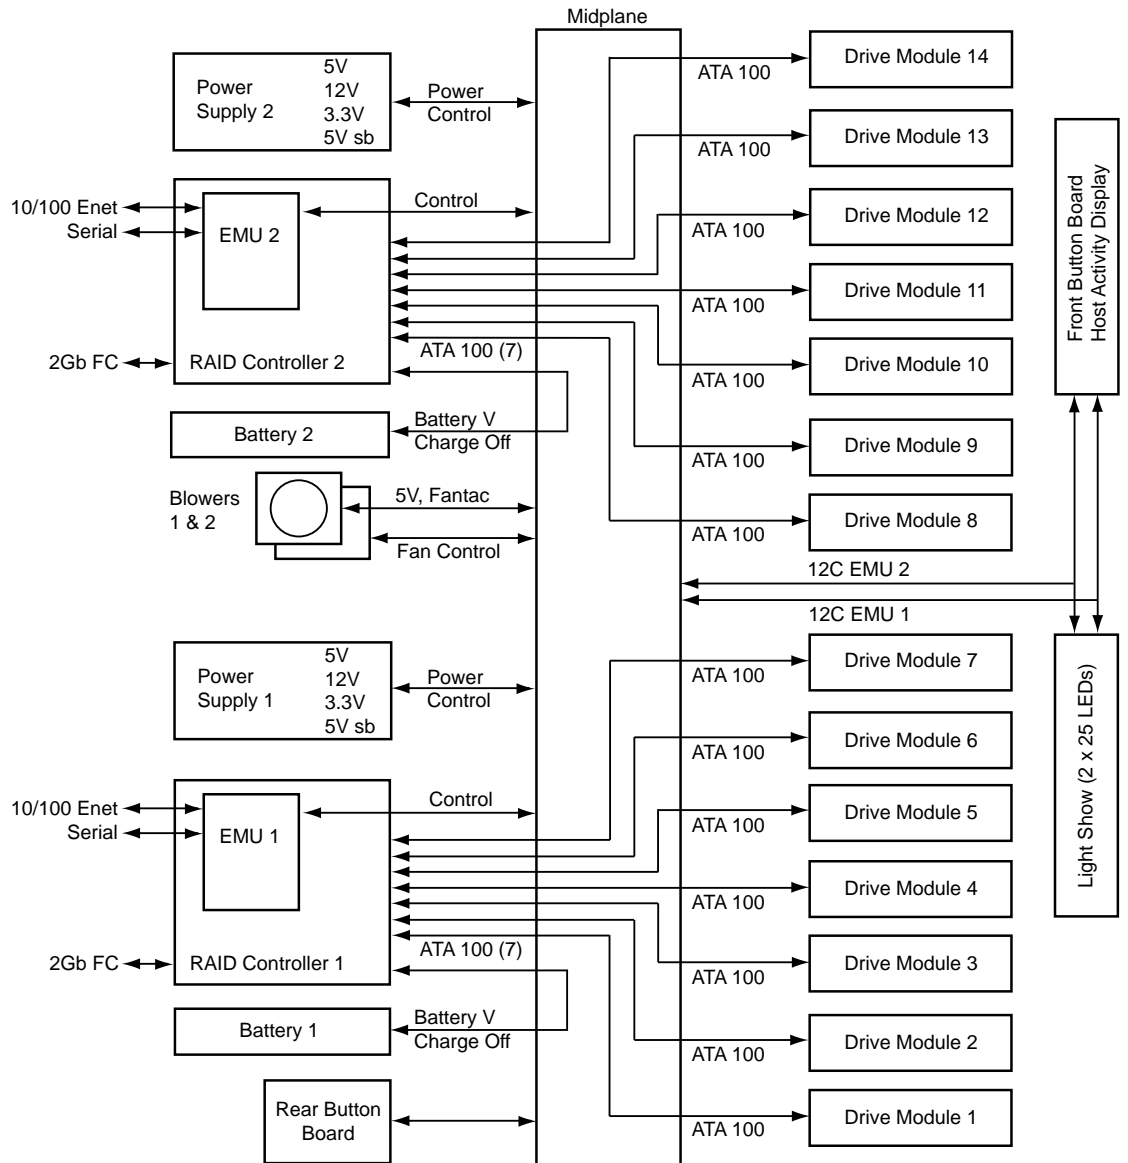 Midplane
Power
Supply 2
5V
12V
3.3V
5V sb
Power
Control
10/100 Enet
Serial
EMU 2
Control
2Gb FC
RAID Controller 2
ATA 100 (7)
Battery 2
Battery V
Charge Off
Blowers
1 & 2
5V, Fantac
Fan Control
Power
Supply 1
5V
12V
3.3V
5V sb
Power
Control
10/100 Enet
Serial
EMU 1
Control
2Gb FC
RAID Controller 1
ATA 100 (7)
Battery 1
Battery V
Charge Off
Rear Button
Board
ATA 100
Drive Module 14
ATA 100
Drive Module 13
ATA 100
Drive Module 12
ATA 100
Drive Module 11
ATA 100
Drive Module 10
ATA 100
Drive Module 9
ATA 100
Drive Module 8
12C EMU 2
12C EMU 1
ATA 100
Drive Module 7
ATA 100
Drive Module 6
ATA 100
Drive Module 5
ATA 100
Drive Module 4
ATA 100
Drive Module 3
ATA 100
Drive Module 2
ATA 100
Drive Module 1
Front Button Board
Host Activity Display
Light Show (2 x 25 LEDs)